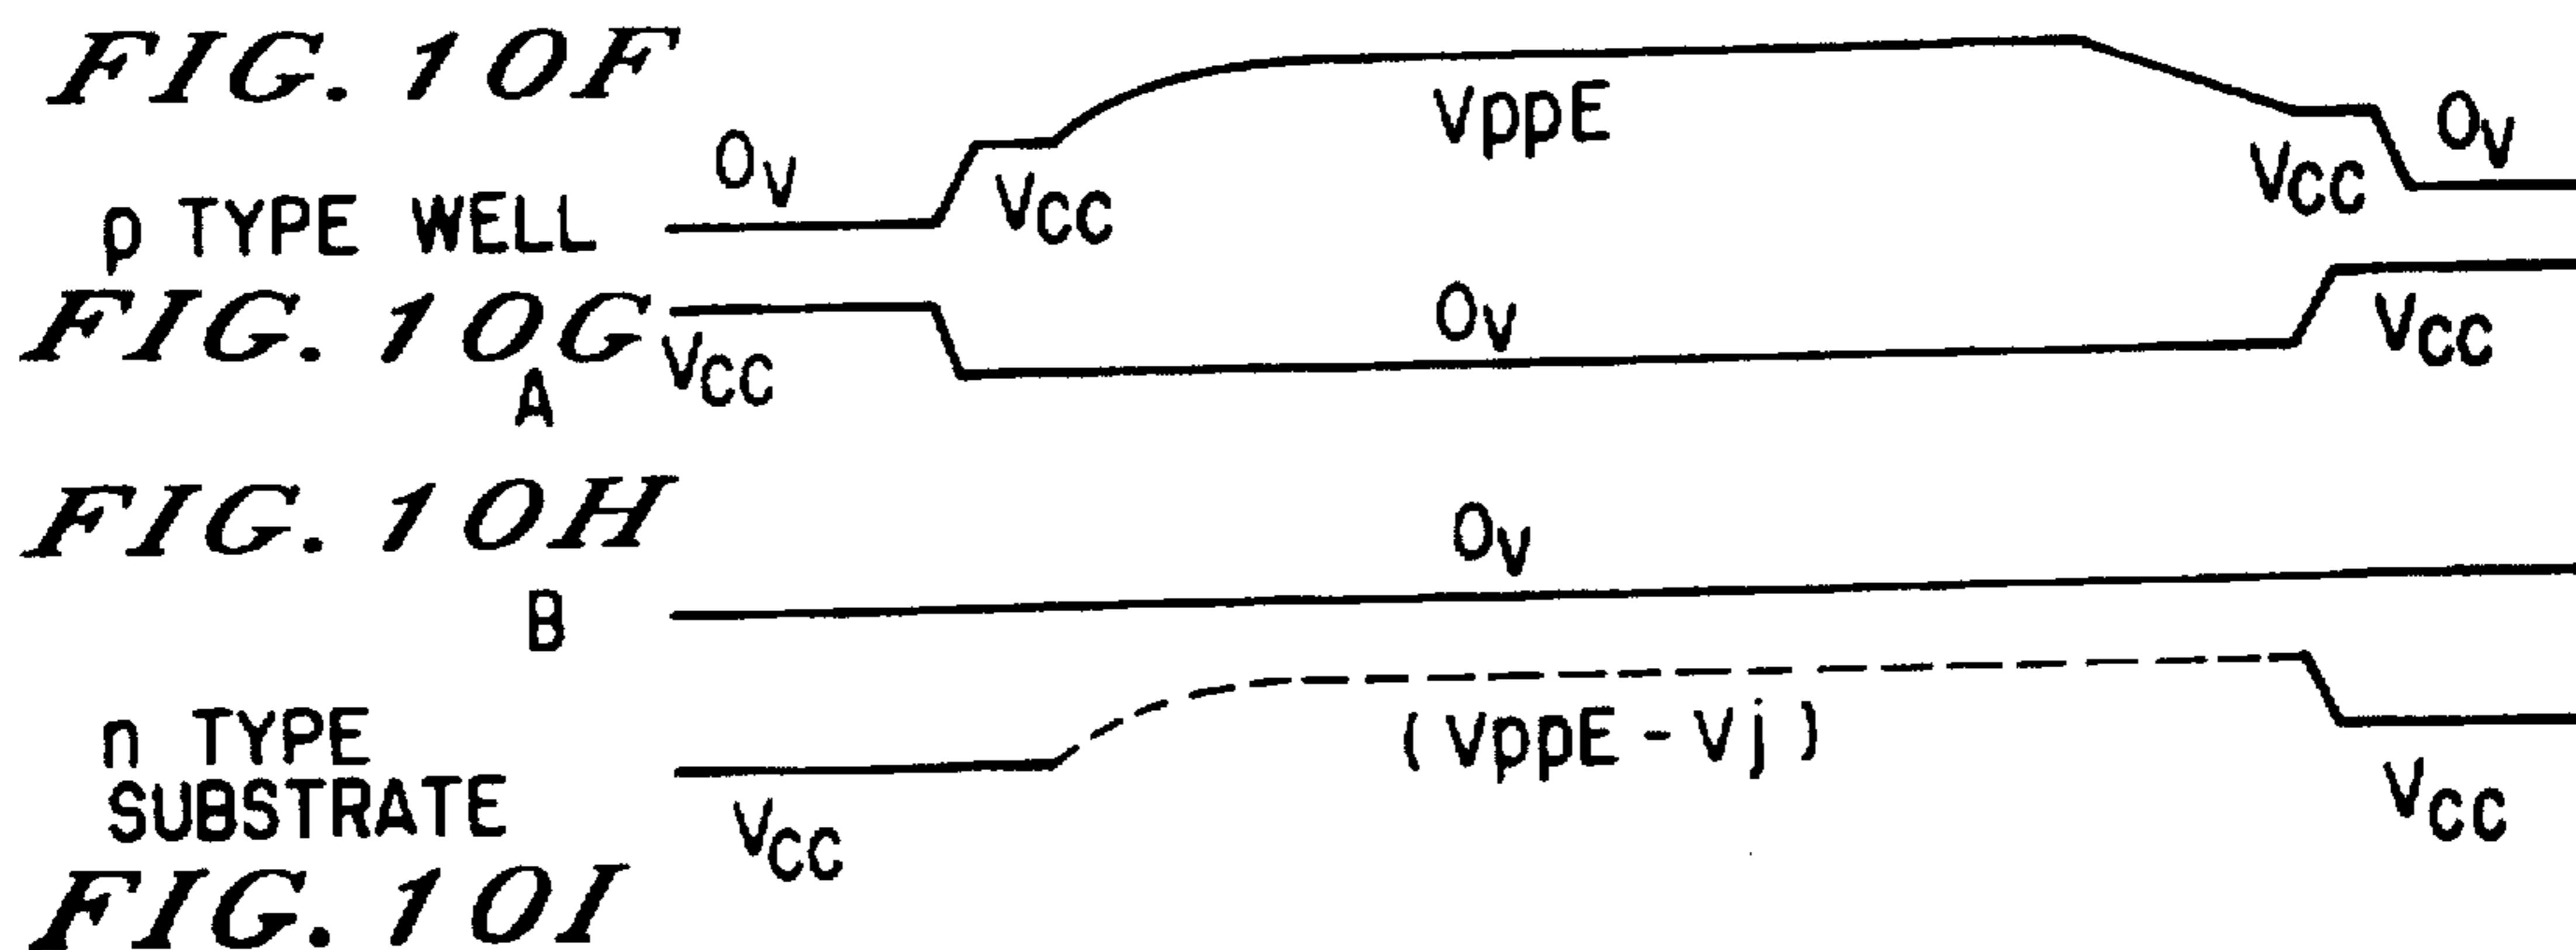 FIG. 10F
0V VCC VppE VCC 0V
p TYPE WELL
FIG. 10G
A VCC 0V VCC
FIG. 10H
0V
B
n TYPE
SUBSTRATE
VCC (VppE - Vj) VCC
FIG. 10I